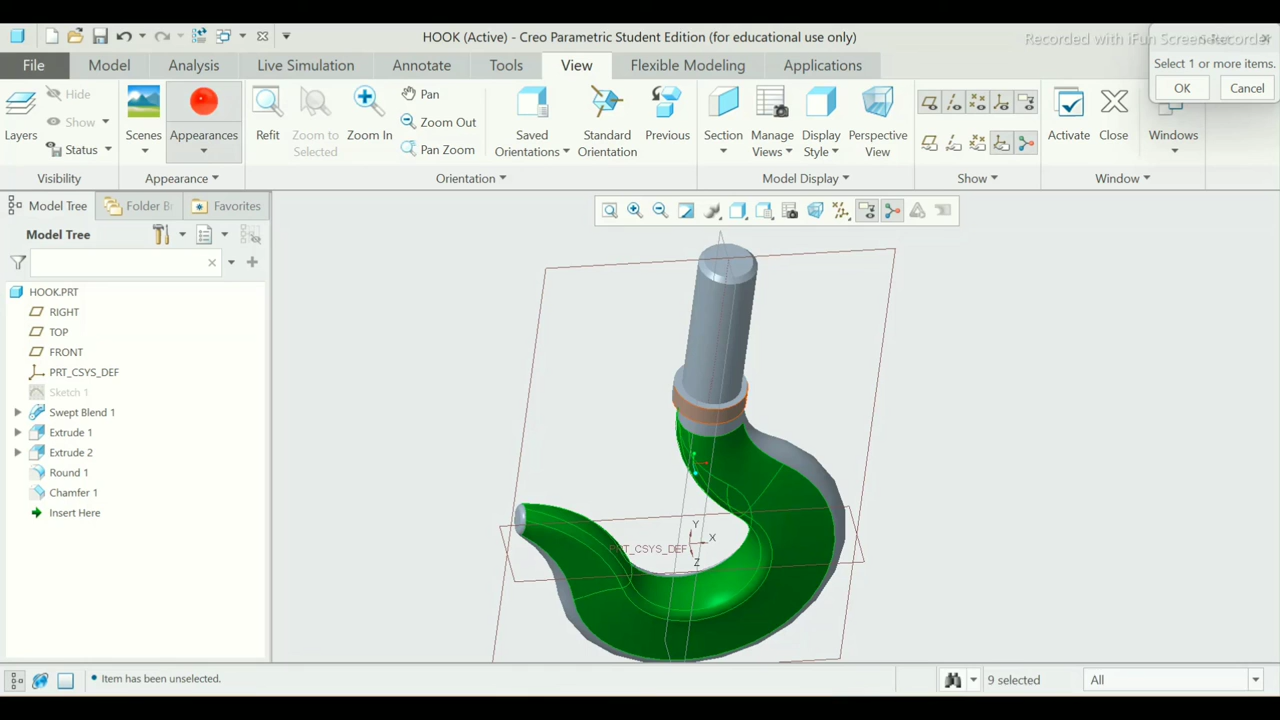 HOOK (Active) - Creo Parametric Student Edition (for educational use only)
Recorded with iFun Screen Recorder
File Model Analysis Live Simulation Annotate Tools View Flexible Modeling Applications
Select 1 or more items.
OK Cancel
Layers
Hide
Show
Status
Scenes
Appearances
Refit
Zoom to
Selected
Zoom In
Pan
Zoom Out
Pan Zoom
Saved
Orientations
Standard
Orientation
Previous
Section
Manage
Views
Display
Style
Perspective
View
Activate
Close
Windows
Visibility Appearance Orientation Model Display Show Window
Model Tree Folder B Favorites
Model Tree
HOOK.PRT
RIGHT
TOP
FRONT
PRT_CSYS_DEF
Sketch 1
Swept Blend 1
Extrude 1
Extrude 2
Round 1
Chamfer 1
Insert Here
Y
X
PRT_CSYS_DEF
Z
Item has been unselected.
9 selected
All